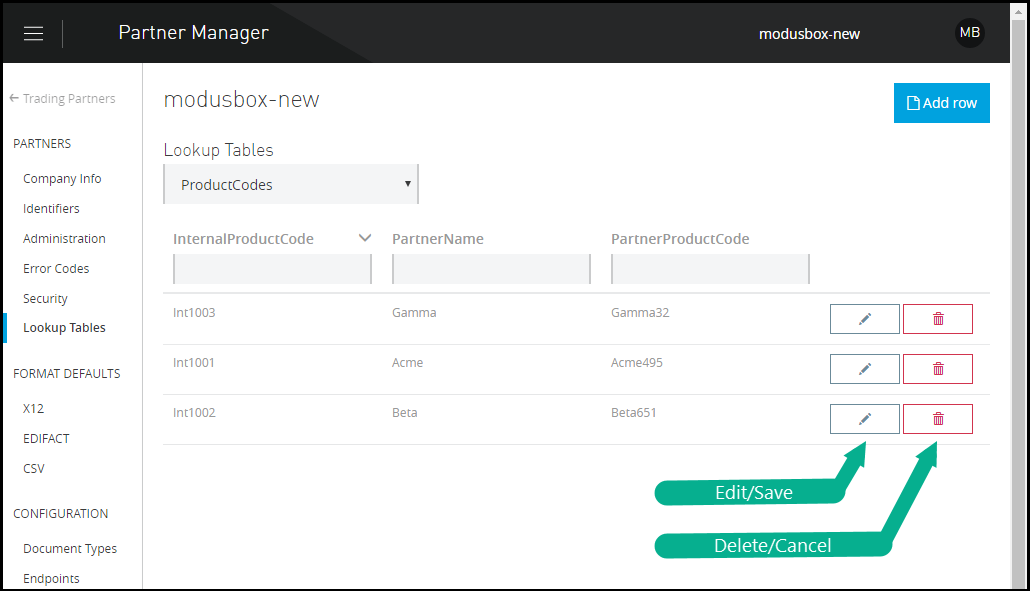 Partner Manager
modusbox-new
MB
Trading Partners
PARTNERS
Company Info
Identifiers
Administration
Error Codes
Security
Lookup Tables
FORMAT DEFAULTS
X12
EDIFACT
CSV
CONFIGURATION
Document Types
Endpoints
modusbox-new
Add row
Lookup Tables
ProductCodes
InternalProductCode PartnerName PartnerProductCode
Int1003 Gamma Gamma32
Int1001 Acme Acme495
Int1002 Beta Beta651
Edit/Save
Delete/Cancel